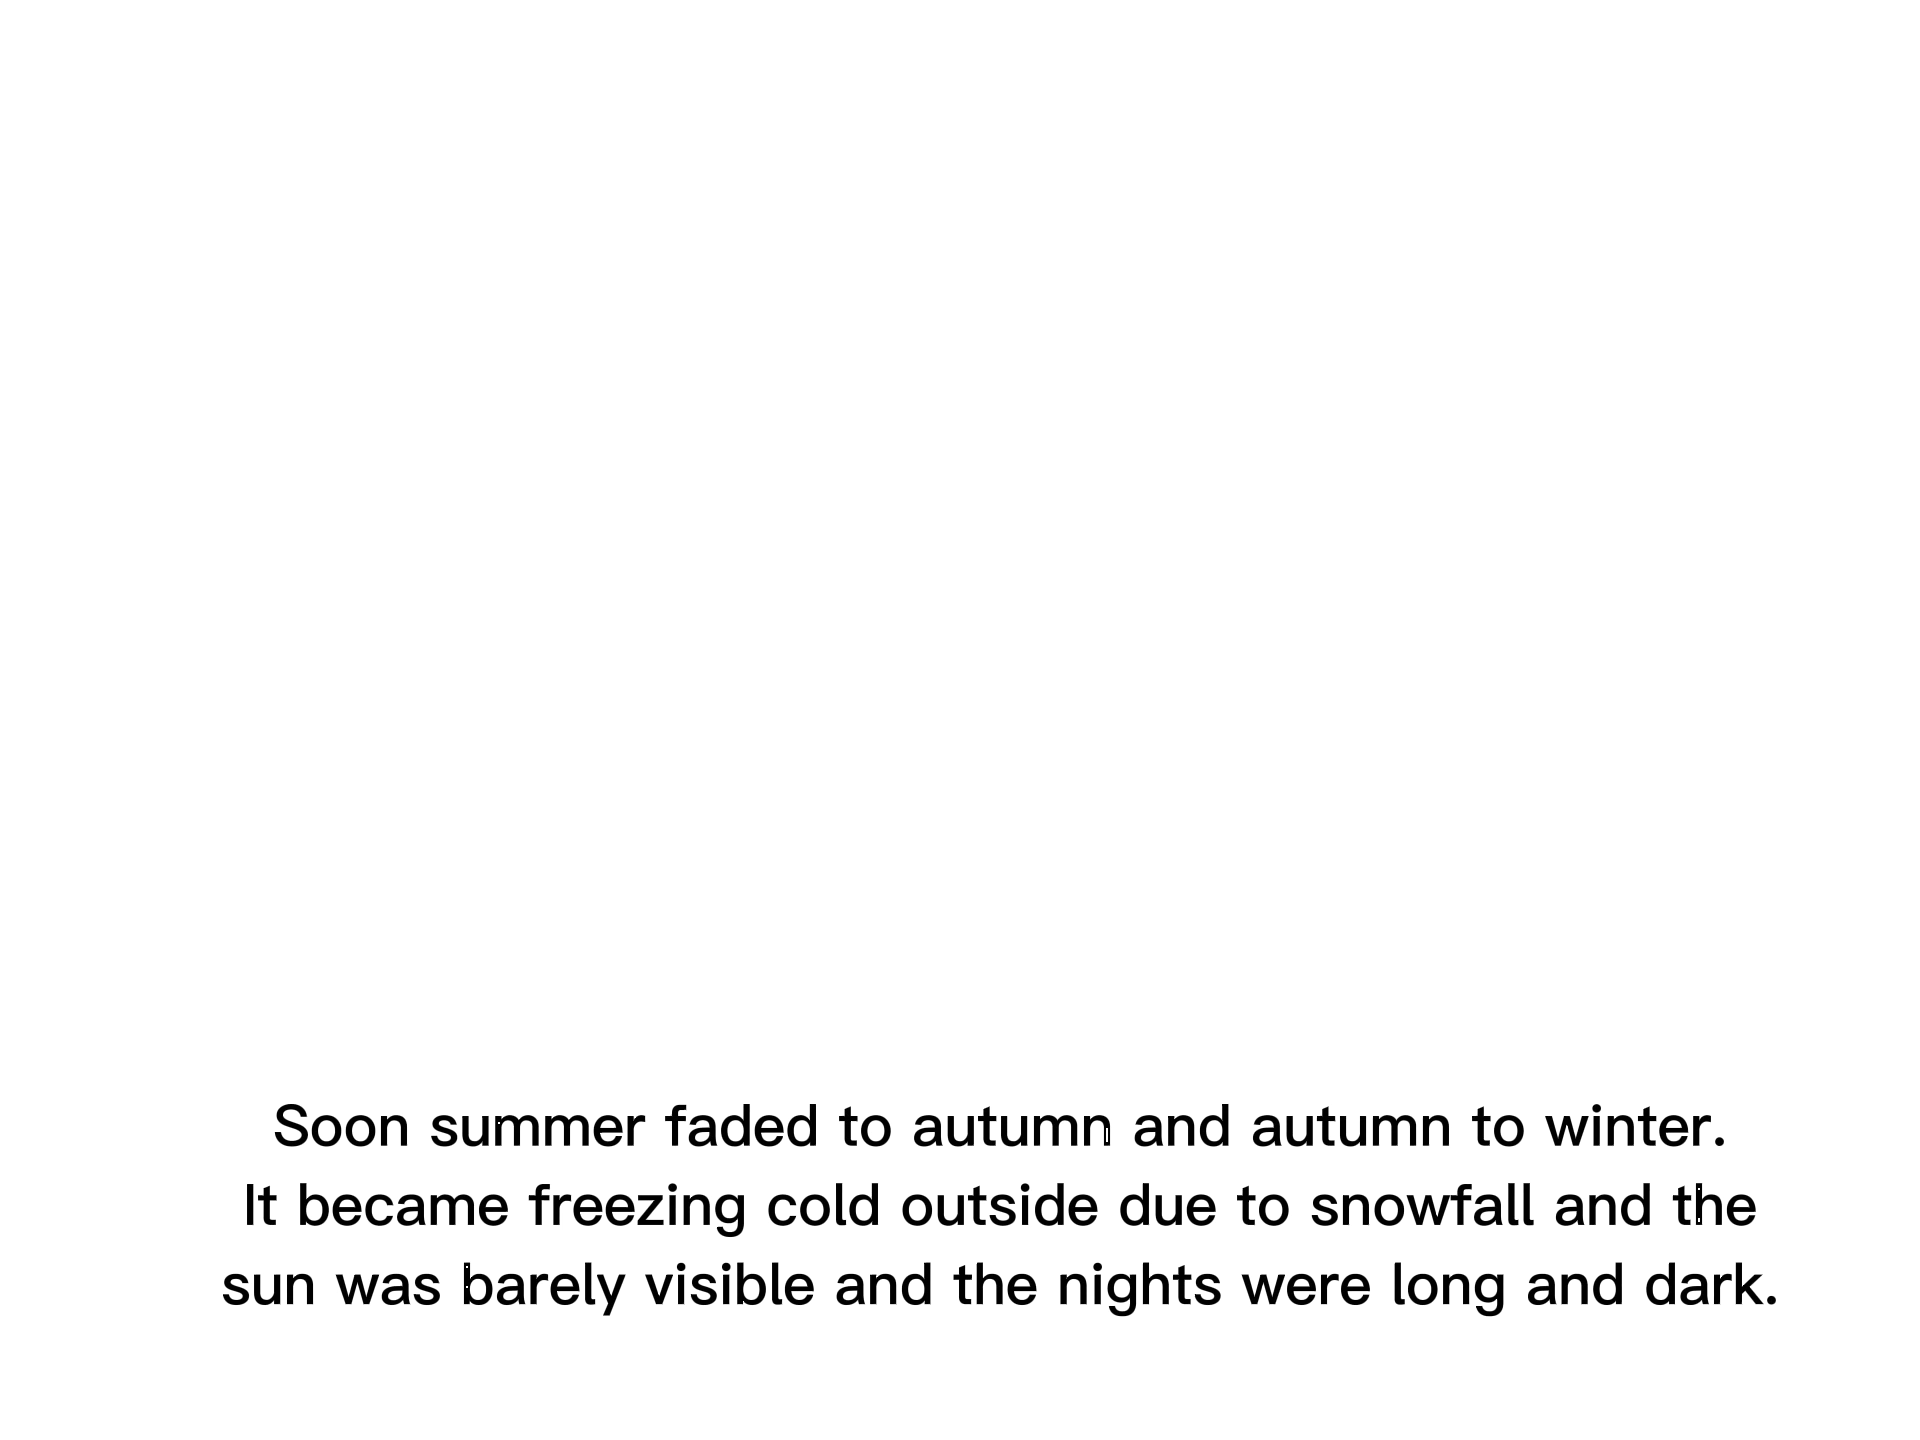 Soon summer faded to autumn and autumn to winter.
It became freezing cold outside due to snowfall and the
sun was barely visible and the nights were long and dark.